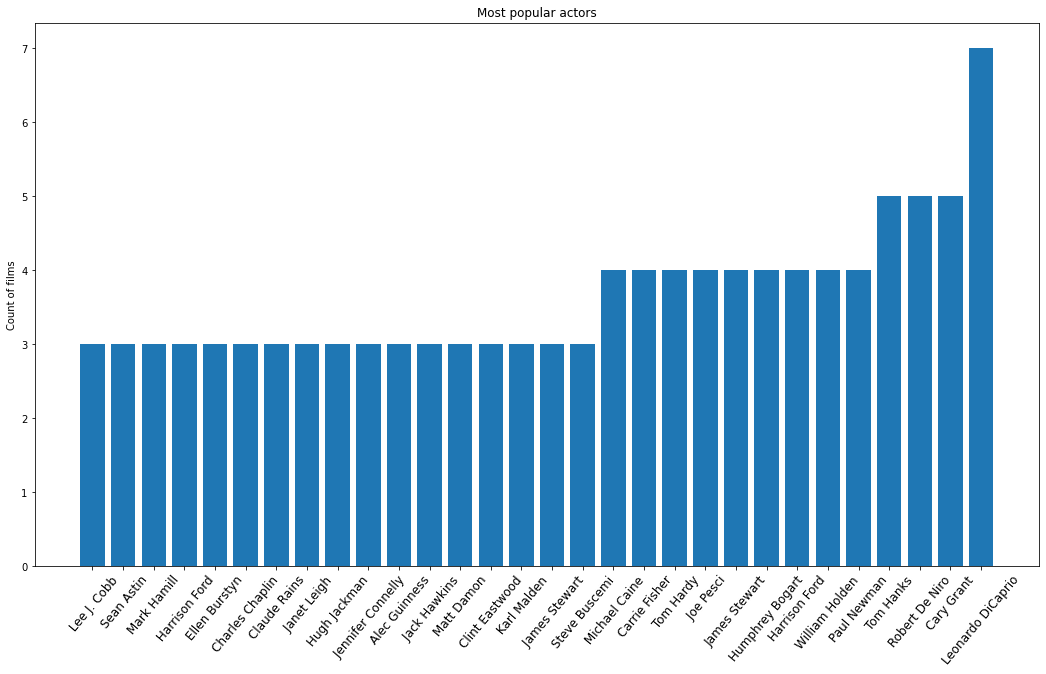 Most popular actors
Count of films
7
6
5
4
3
2
1
0
Lee J. Cobb
Sean Astin
Mark Hamill
Harrison Ford
Ellen Burstyn
Charles Chaplin
Claude Rains
Janet Leigh
Hugh Jackman
Jennifer Connelly
Alec Guinness
Jack Hawkins
Matt Damon
Clint Eastwood
Karl Malden
James Stewart
Steve Buscemi
Michael Caine
Carrie Fisher
Tom Hardy
Joe Pesci
James Stewart
Humphrey Bogart
Harrison Ford
William Holden
Paul Newman
Tom Hanks
Robert De Niro
Cary Grant
Leonardo DiCaprio